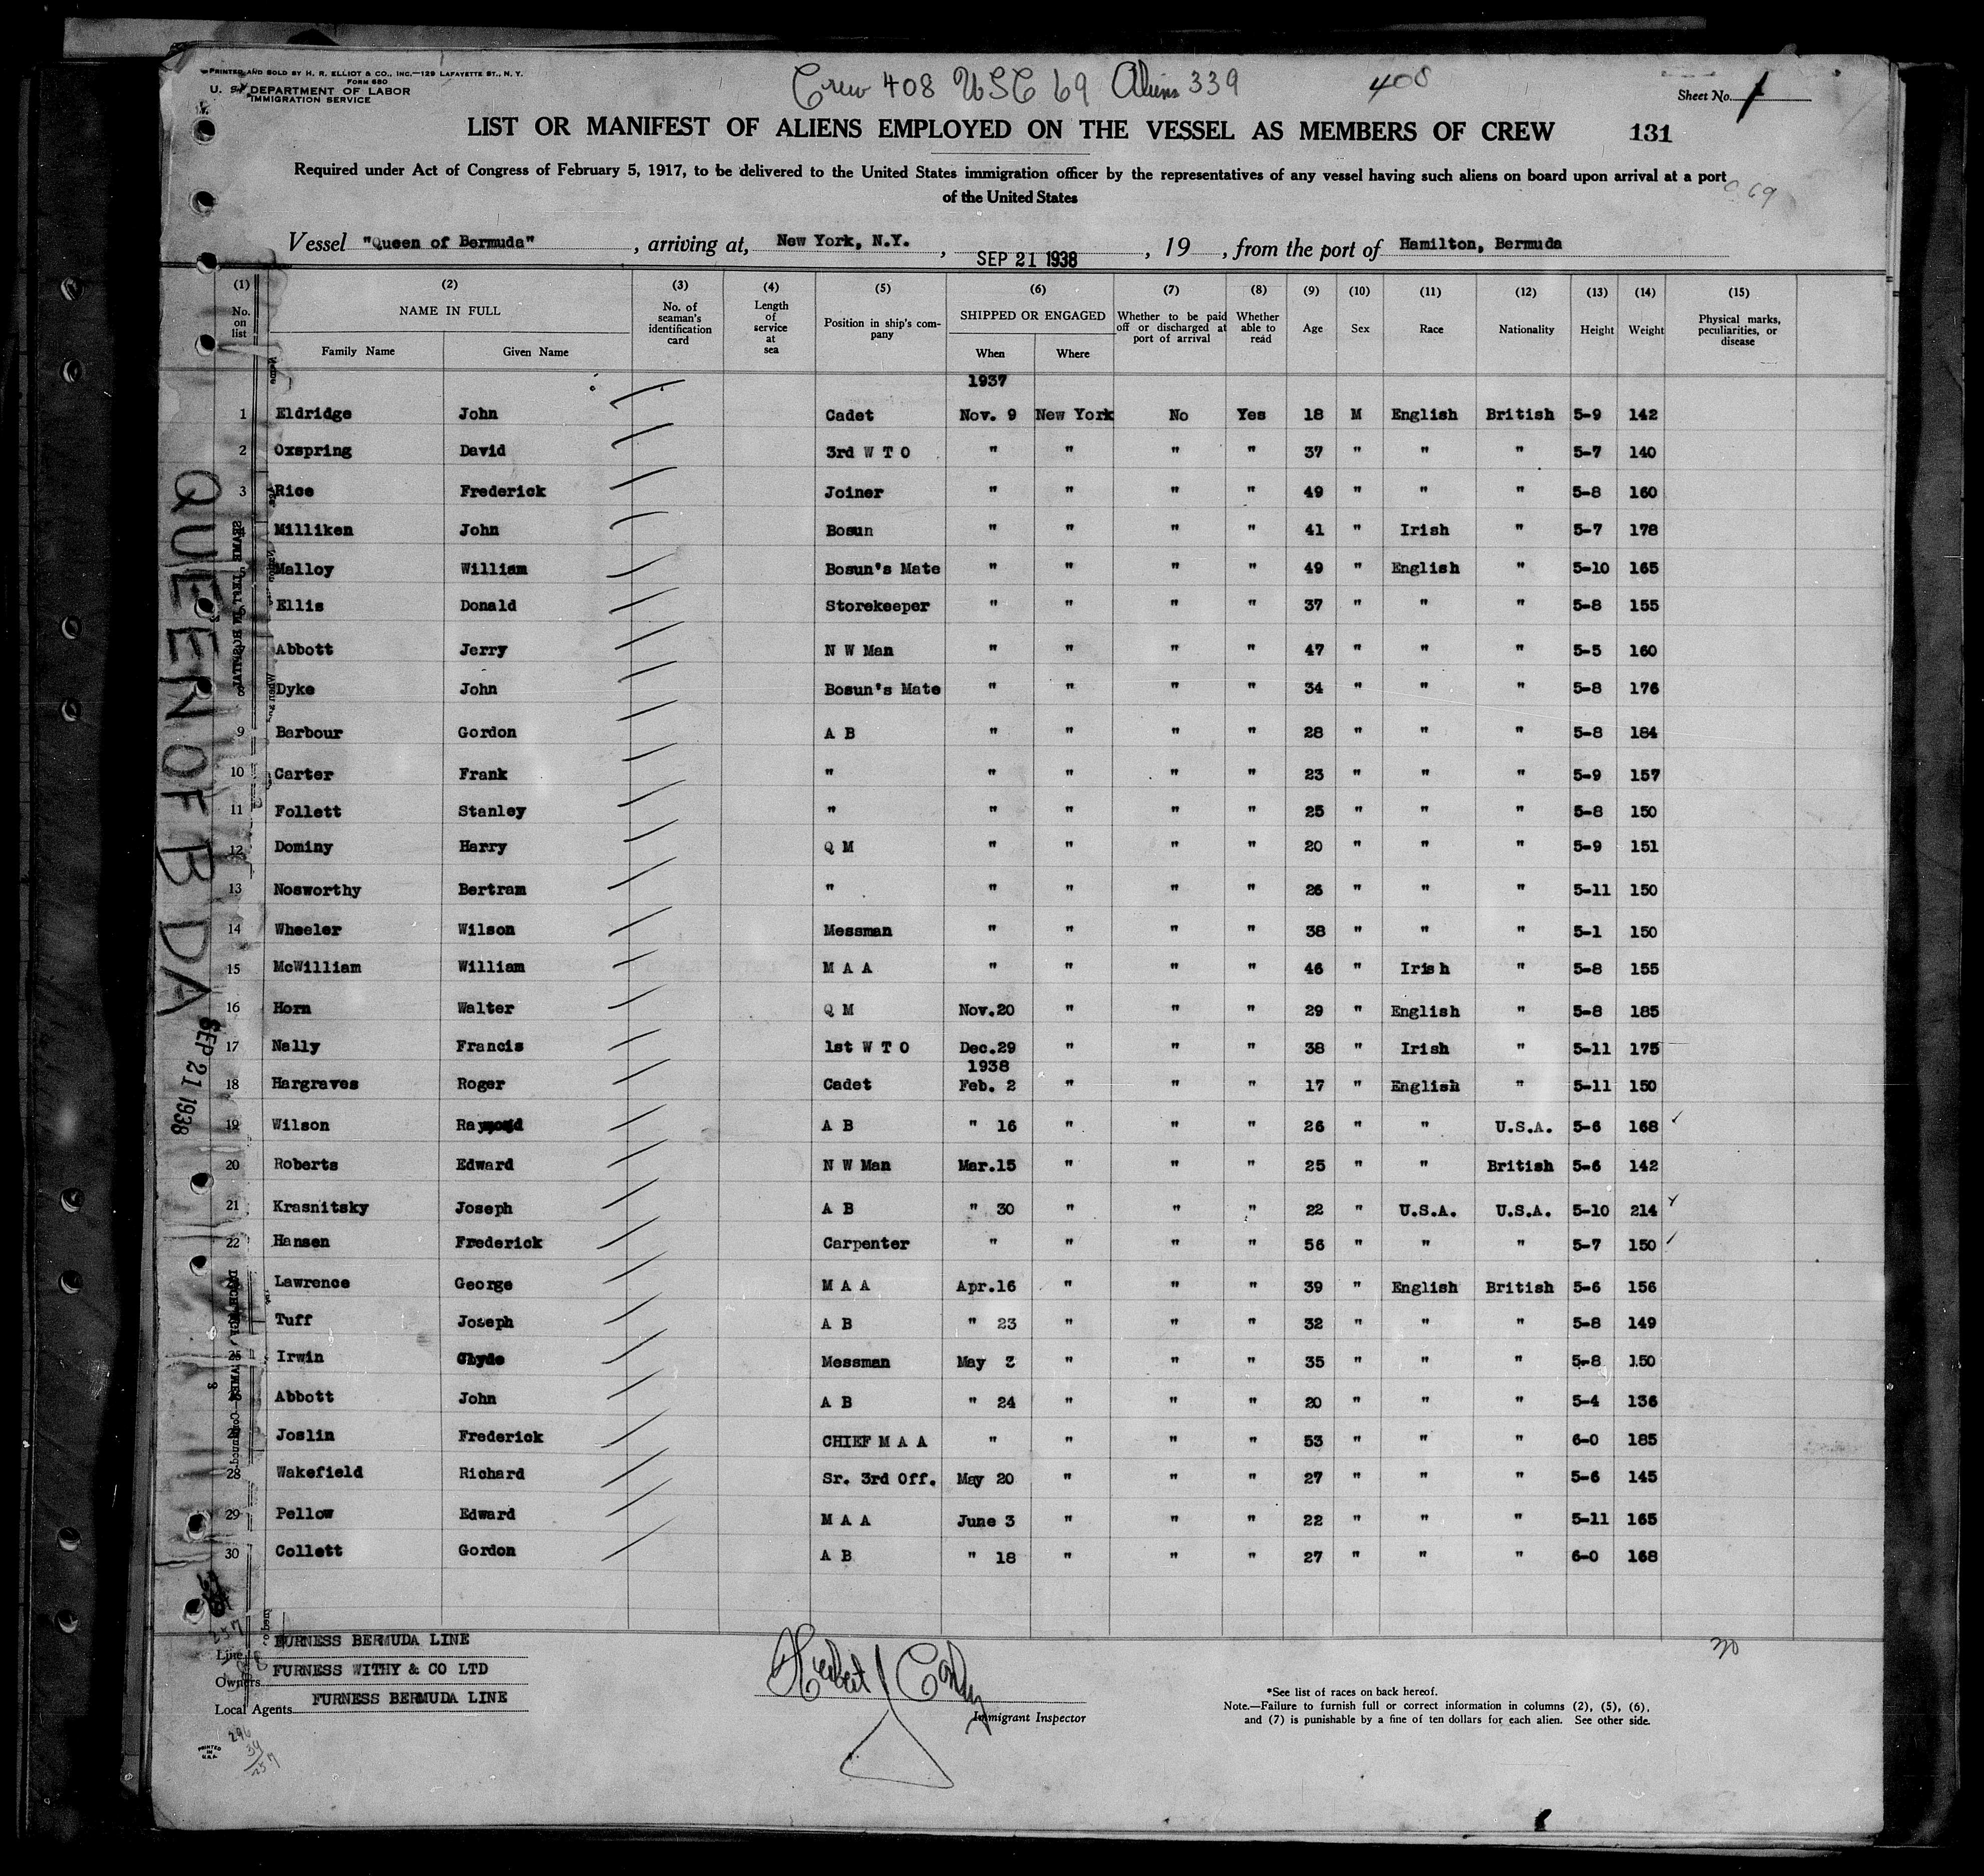 PRINTED AND SOLD BY H. R. ELLIOT & CO., INC.—129 LAFAYETTE ST., N. Y.
FORM 680
U. S. DEPARTMENT OF LABOR
IMMIGRATION SERVICE
Crew 408 USC 69 Aliens 339
408
Sheet No. 1
LIST OR MANIFEST OF ALIENS EMPLOYED ON THE VESSEL AS MEMBERS OF CREW 131
Required under Act of Congress of February 5, 1917, to be delivered to the United States immigration officer by the representatives of any vessel having such aliens on board upon arrival at a port
of the United States
69
Vessel "Queen of Bermuda", arriving at, New York, N.Y., SEP 21 1938, 19, from the port of Hamilton, Bermuda
(1) (2) (3) (4) (5) (6) (7) (8) (9) (10) (11) (12) (13) (14) (15)
No. on list
NAME IN FULL
Family Name Given Name
No. of seaman's identification card
Length of service at sea
Position in ship's company
SHIPPED OR ENGAGED
When Where
Whether to be paid off or discharged at port of arrival
Whether able to read
Age Sex Race Nationality Height Weight
Physical marks, peculiarities, or disease
1937
1 Eldridge John Cadet Nov. 9 New York No Yes 18 M English British 5-9 142
2 Oxspring David 3rd W T O " " " " 37 " " " 5-7 140
3 Rice Frederick Joiner " " " " 49 " " " 5-8 160
Milliken John Bosun " " " " 41 " Irish " 5-7 178
5 Malloy William Bosun's Mate " " " " 49 " English " 5-10 165
Ellis Donald Storekeeper " " " " 37 " " " 5-8 155
Abbott Jerry N W Man " " " " 47 " " " 5-5 160
8 Dyke John Bosun's Mate " " " " 34 " " " 5-8 176
9 Barbour Gordon A B " " " " 28 " " " 5-8 184
10 Carter Frank " " " " " 23 " " " 5-9 157
11 Follett Stanley " " " " " 25 " " " 5-8 150
12 Dominy Harry Q M " " " " 20 " " " 5-9 151
13 Nosworthy Bertram " " " " " 26 " " " 5-11 150
14 Wheeler Wilson Messman " " " " 38 " " " 5-1 150
15 McWilliam William M A A " " " " 46 " Irish " 5-8 155
16 Horn Walter Q M Nov.20 " " " 29 " English " 5-8 185
17 Nally Francis 1st W T O Dec.29 " " " 38 " Irish " 5-11 175
1938
18 Hargraves Roger Cadet Feb. 2 " " " 17 " English " 5-11 150
19 Wilson Raymond A B " 16 " " " 26 " " U.S.A. 5-6 168
20 Roberts Edward N W Man Mar.15 " " " 25 " " British 5-6 142
21 Krasnitsky Joseph A B " 30 " " " 22 " U.S.A. U.S.A. 5-10 214
22 Hansen Frederick Carpenter " " " " 56 " " " 5-7 150
Lawrence George M A A Apr.16 " " " 39 " English British 5-6 156
Tuff Joseph A B " 23 " " " 32 " " " 5-8 149
25 Irwin Clyde Messman May " " " 35 " " " 5-8 150
Abbott John A B " 24 " " " 20 " " " 5-4 136
Joslin Frederick CHIEF M A A " " " " 53 " " " 6-0 185
28 Wakefield Richard Sr. 3rd Off. May 20 " " " 27 " " " 5-6 145
29 Pellow Edward M A A June 3 " " " 22 " " " 5-11 165
30 Collett Gordon A B " 18 " " " 27 " " " 6-0 168
QUEEN OF B DA
SEP 21 1938
Line FURNESS BERMUDA LINE
Owners FURNESS WITHY & CO LTD
Local Agents FURNESS BERMUDA LINE
Immigrant Inspector
*See list of races on back hereof.
Note.—Failure to furnish full or correct information in columns (2), (5), (6),
and (7) is punishable by a fine of ten dollars for each alien. See other side.
PRINTED
IN
U.S.A.